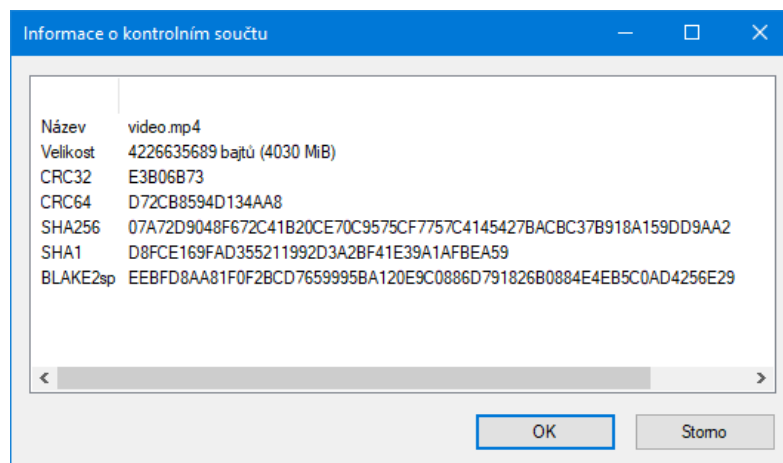 Informace o kontrolním součtu
Název video.mp4
Velikost 4226635689 bajtů (4030 MiB)
CRC32 E3B06B73
CRC64 D72CB8594D134AA8
SHA256 07A72D9048F672C41B20CE70C9575CF7757C4145427BACBC37B918A159DD9AA2
SHA1 D8FCE169FAD355211992D3A2BF41E39A1AFBEA59
BLAKE2sp EEBFD8AA81F0F2BCD7659995BA120E9C0886D791826B0884E4EB5C0AD4256E29
OK Storno